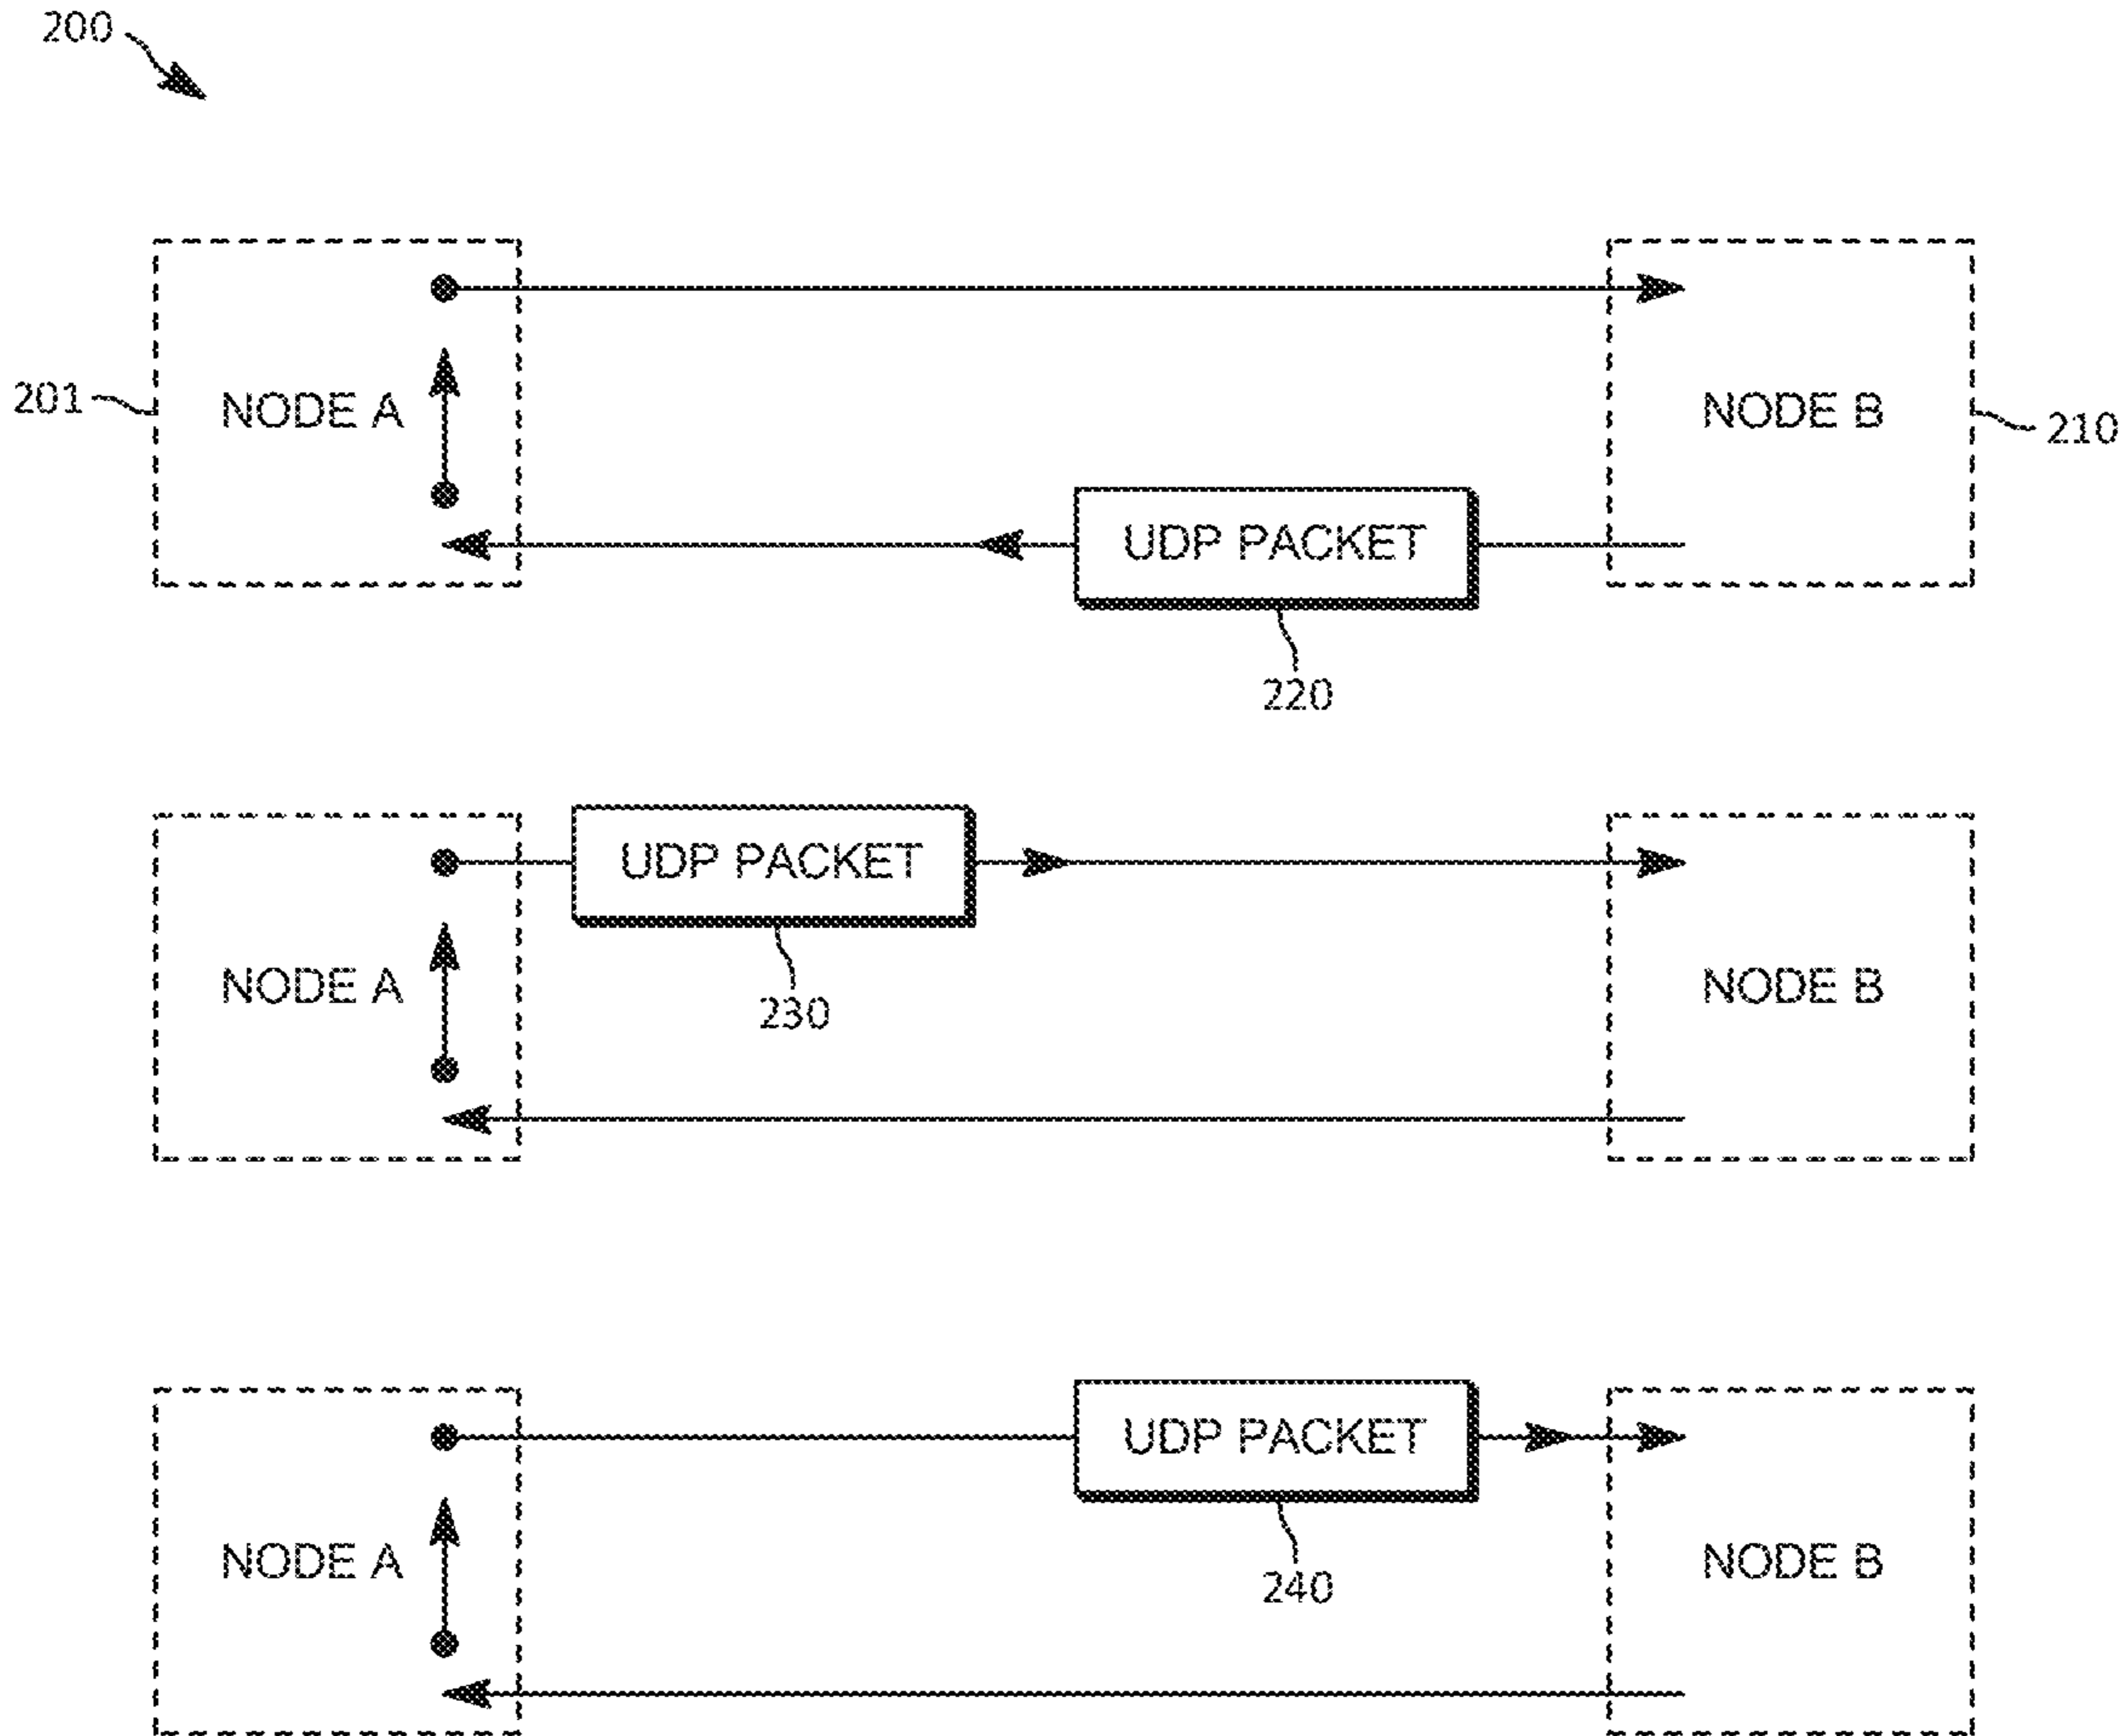 200
201
NODE A
NODE B
210
UDP PACKET
220
UDP PACKET
NODE A
NODE B
230
UDP PACKET
NODE A
NODE B
240